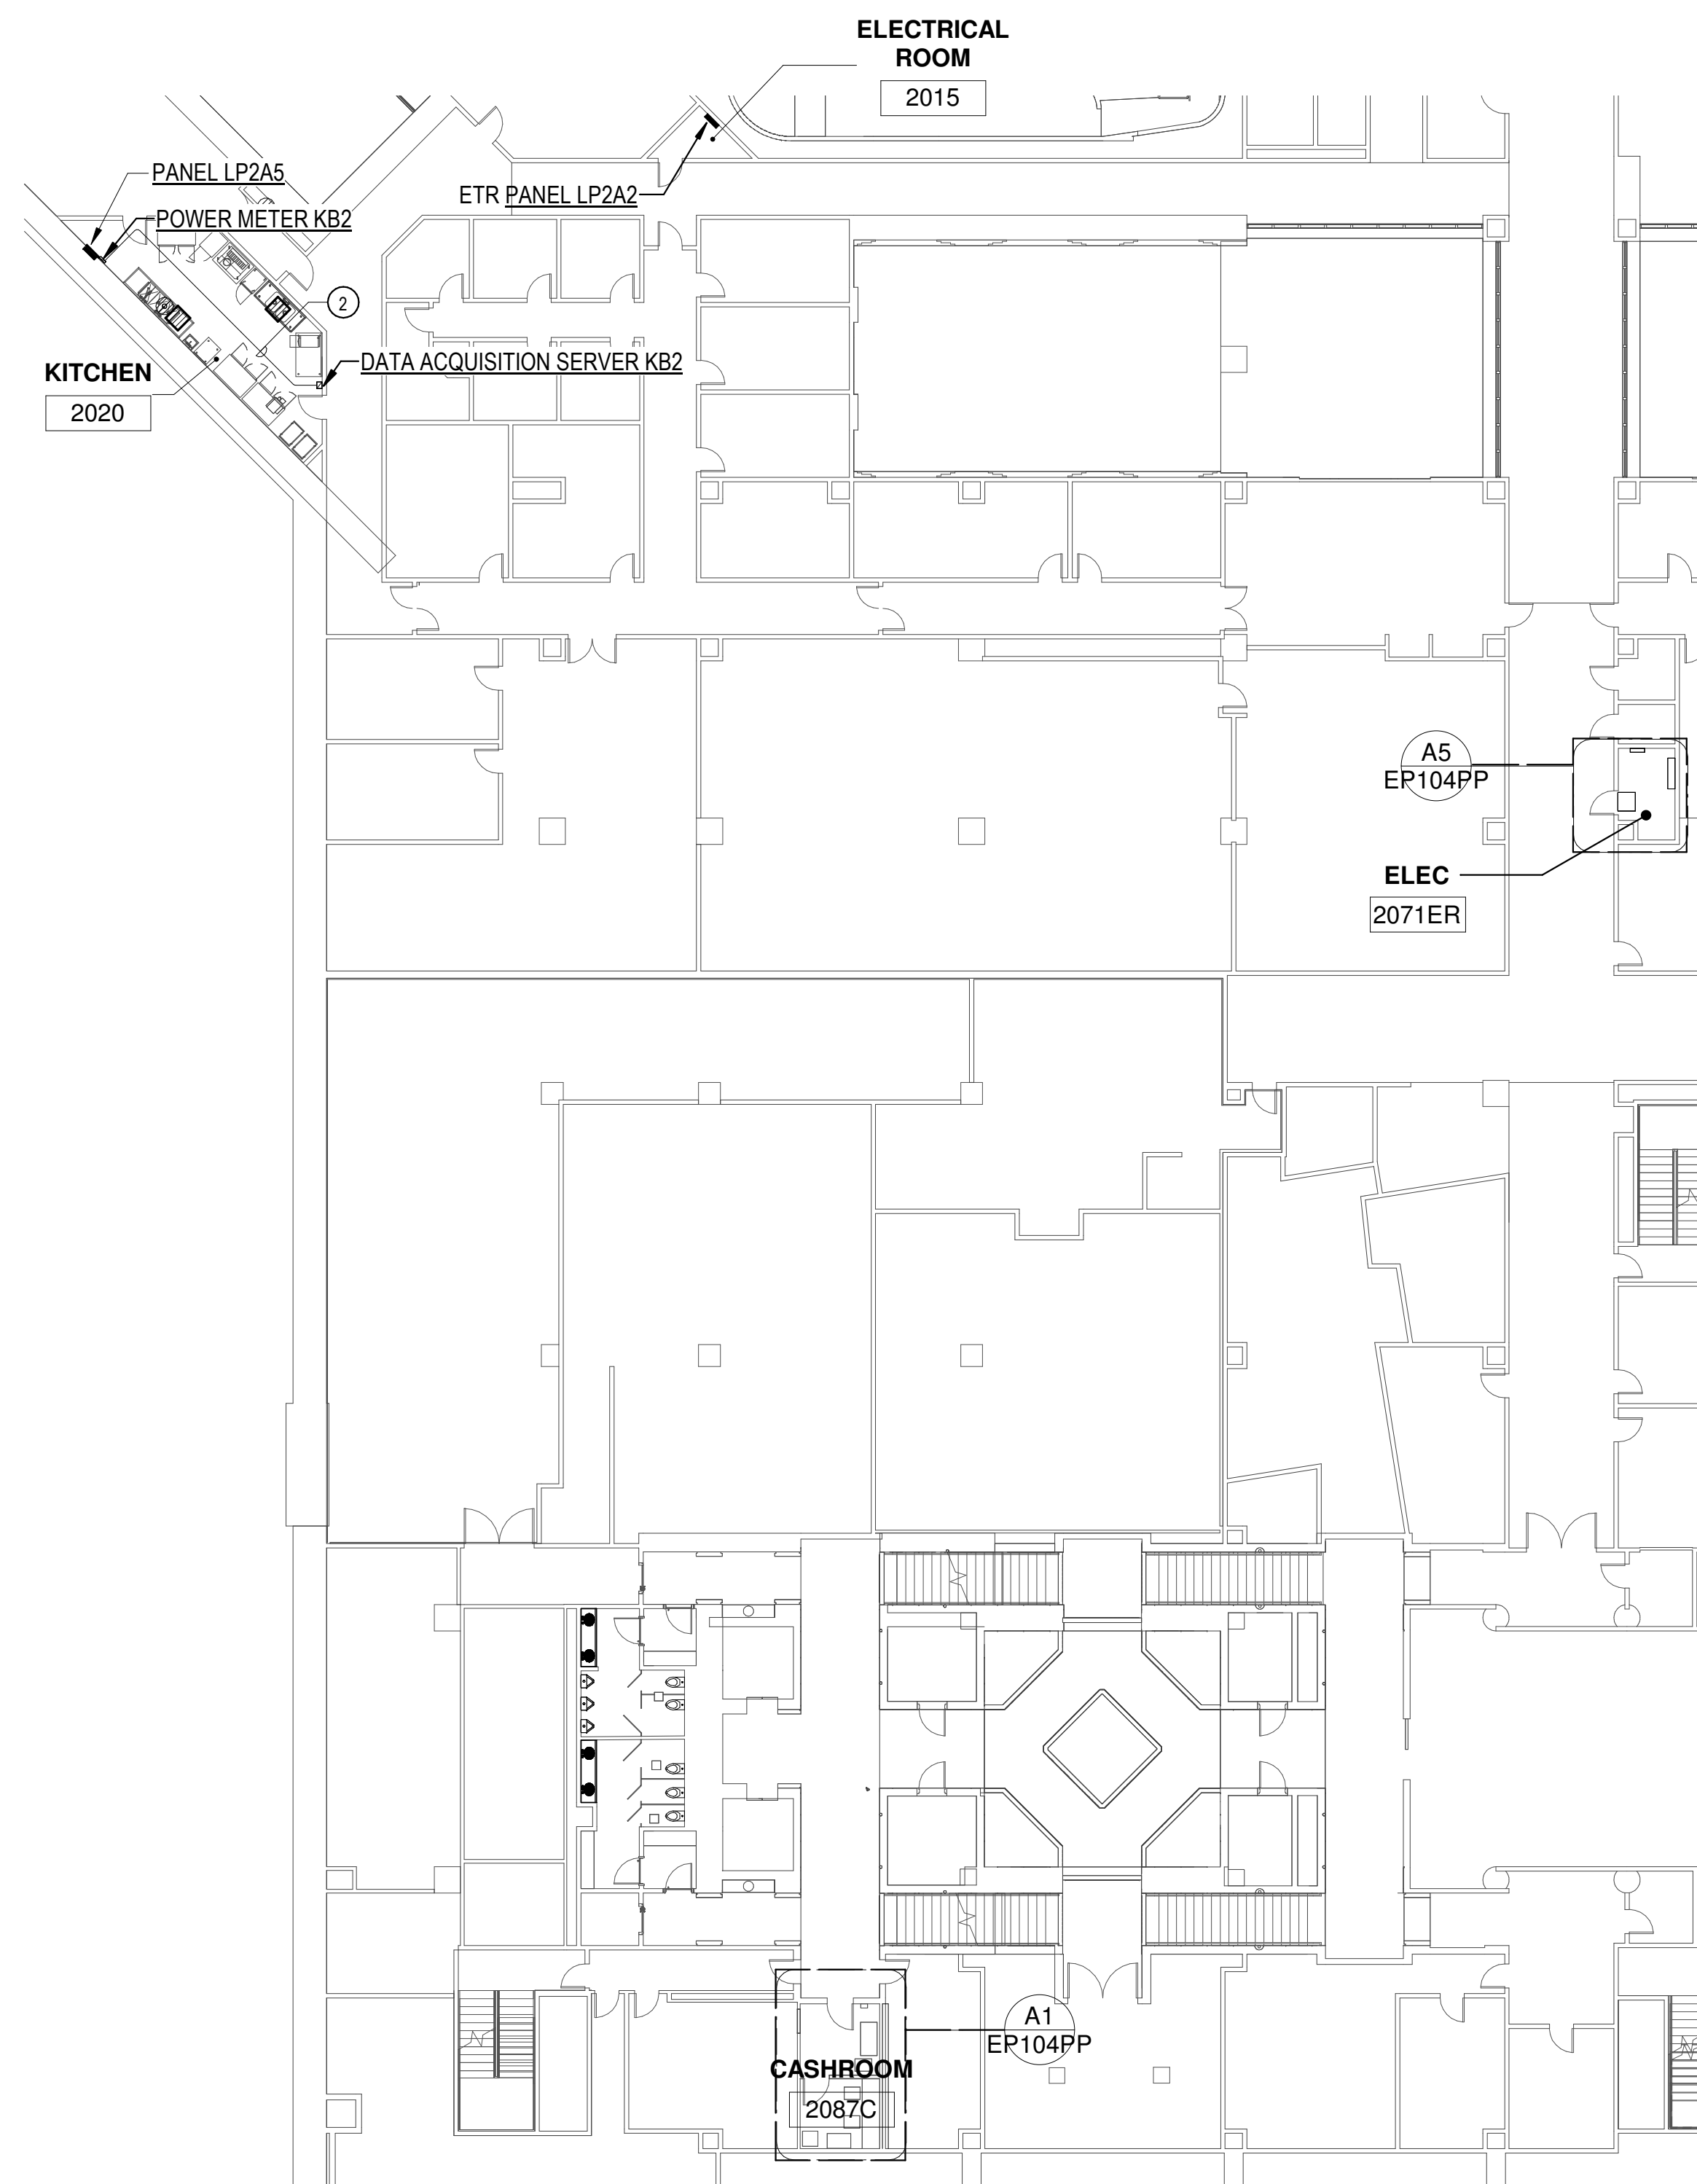 ELECTRICAL
ROOM
2015
PANEL LP2A5
ETR PANEL LP2A2
POWER METER KB2
2
DATA ACQUISITION SERVER KB2
KITCHEN
2020
A5
EP104PP
ELEC
2071ER
A1
EP104PP
CASHROOM
2087C